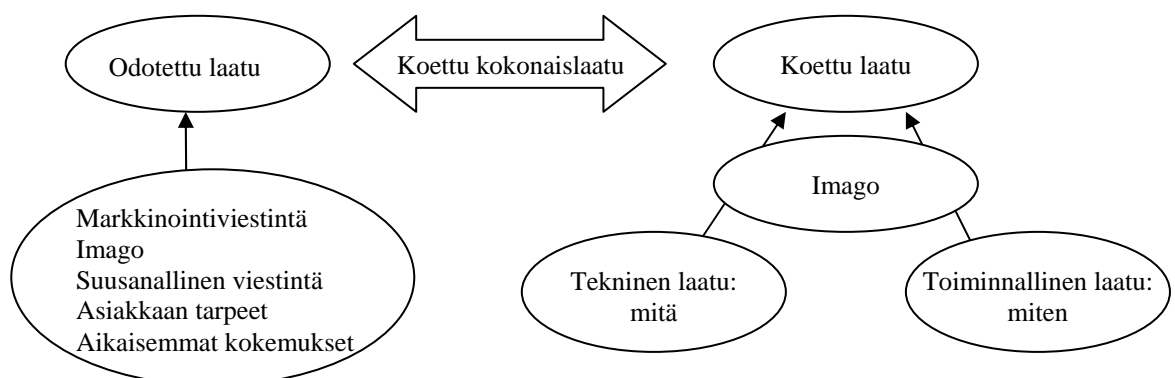 Odotettu laatu
Koettu kokonaislaatu
Koettu laatu
Imago
Markkinointiviestintä
Imago
Suusanallinen viestintä
Asiakkaan tarpeet
Aikaisemmat kokemukset
Tekninen laatu:
mitä
Toiminnallinen laatu:
miten